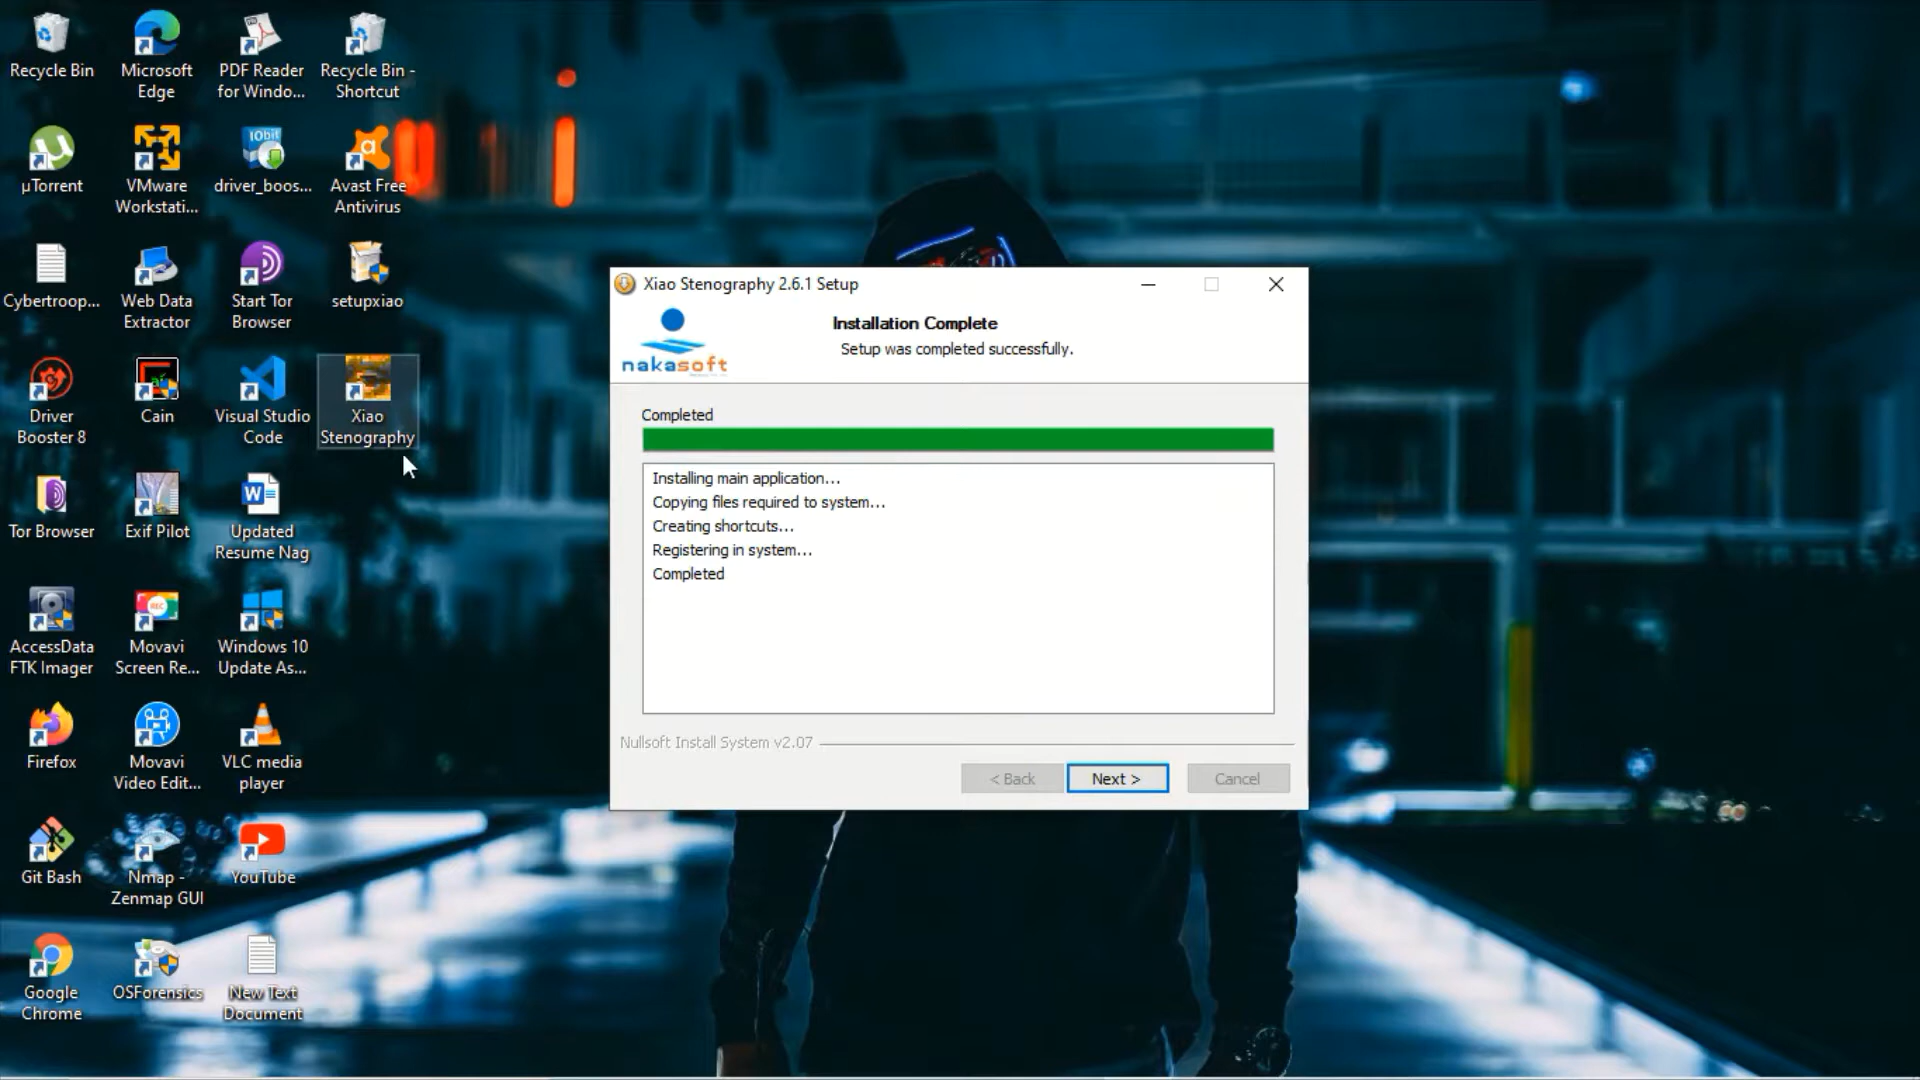 Recycle Bin
Microsoft
Edge
PDF Reader
for Windo...
Recycle Bin -
Shortcut
µTorrent
VMware
Workstati...
IObit
driver_boos...
Avast Free
Antivirus
Cybertroop...
Web Data
Extractor
Start Tor
Browser
setupxiao
Driver
Booster 8
Cain
Visual Studio
Code
Xiao
Stenography
Tor Browser
Exif Pilot
Updated
Resume Nag
AccessData
FTK Imager
REC
Movavi
Screen Re...
Windows 10
Update As...
Firefox
Movavi
Video Edit...
VLC media
player
Git Bash
Nmap -
Zenmap GUI
YouTube
Google
Chrome
OSForensics
New Text
Document
Xiao Stenography 2.6.1 Setup
nakasoft
Installation Complete
Setup was completed successfully.
Completed
Installing main application...
Copying files required to system...
Creating shortcuts...
Registering in system...
Completed
Nullsoft Install System v2.07
< Back
Next >
Cancel